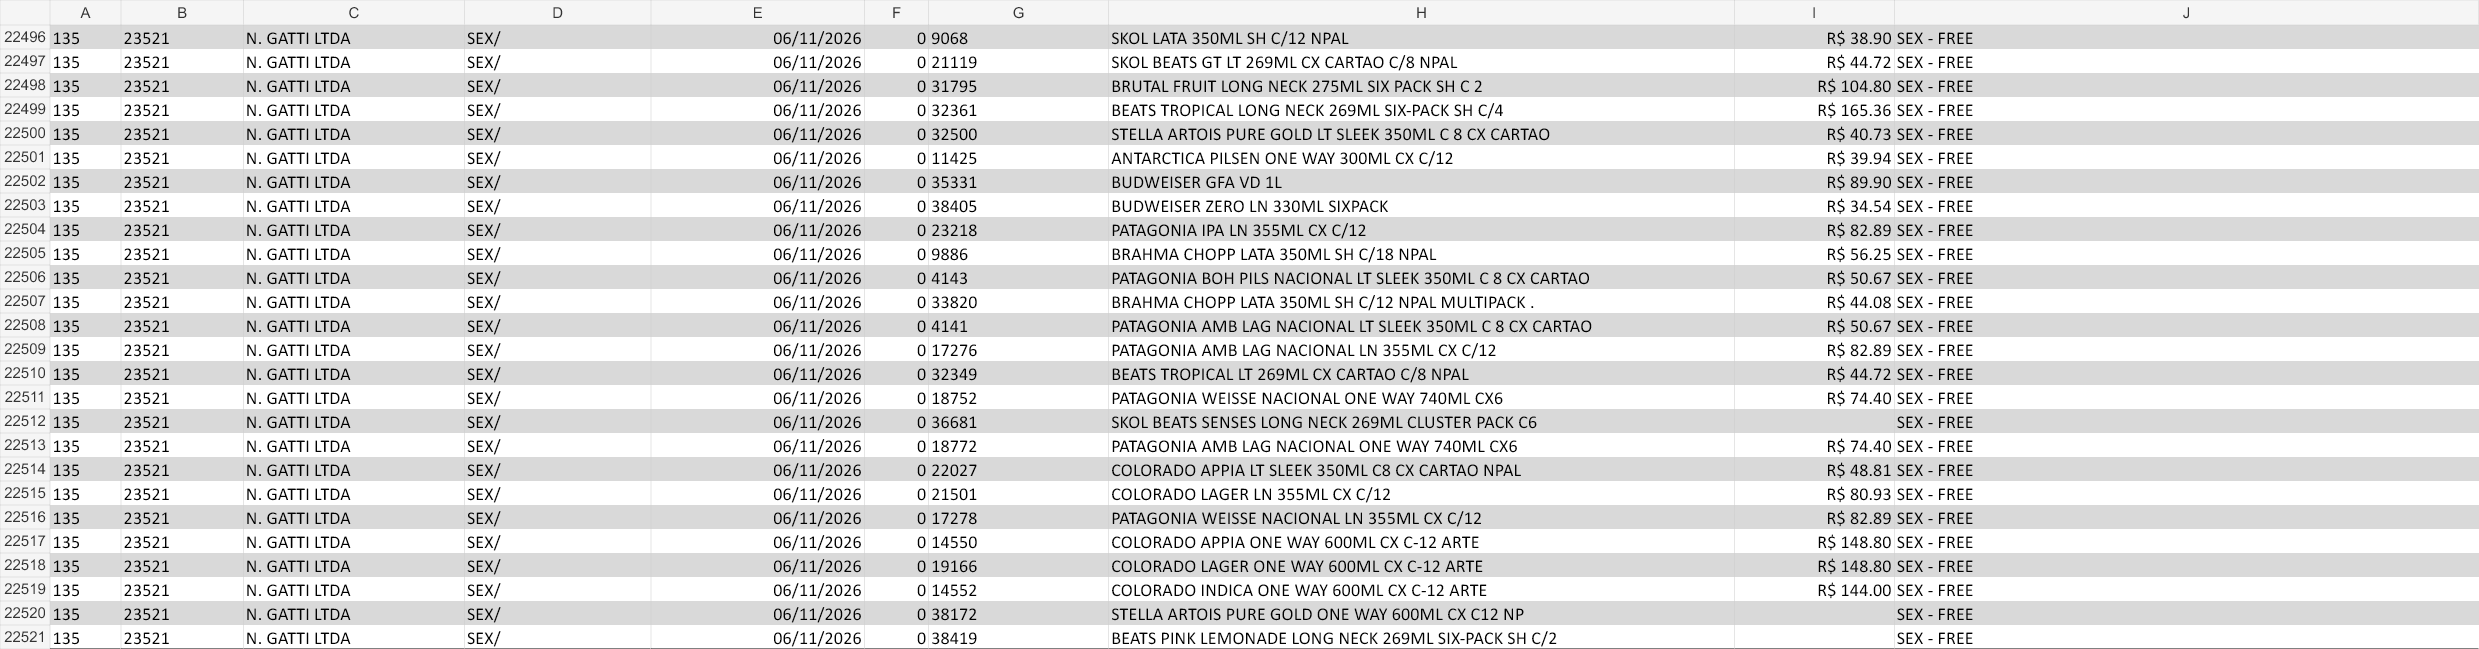 A B C D E F G H I J
22496 135 23521 N. GATTI LTDA SEX/ 06/11/2026 0 9068 SKOL LATA 350ML SH C/12 NPAL R$ 38.90 SEX - FREE
22497 135 23521 N. GATTI LTDA SEX/ 06/11/2026 0 21119 SKOL BEATS GT LT 269ML CX CARTAO C/8 NPAL R$ 44.72 SEX - FREE
22498 135 23521 N. GATTI LTDA SEX/ 06/11/2026 0 31795 BRUTAL FRUIT LONG NECK 275ML SIX PACK SH C 2 R$ 104.80 SEX - FREE
22499 135 23521 N. GATTI LTDA SEX/ 06/11/2026 0 32361 BEATS TROPICAL LONG NECK 269ML SIX-PACK SH C/4 R$ 165.36 SEX - FREE
22500 135 23521 N. GATTI LTDA SEX/ 06/11/2026 0 32500 STELLA ARTOIS PURE GOLD LT SLEEK 350ML C 8 CX CARTAO R$ 40.73 SEX - FREE
22501 135 23521 N. GATTI LTDA SEX/ 06/11/2026 0 11425 ANTARCTICA PILSEN ONE WAY 300ML CX C/12 R$ 39.94 SEX - FREE
22502 135 23521 N. GATTI LTDA SEX/ 06/11/2026 0 35331 BUDWEISER GFA VD 1L R$ 89.90 SEX - FREE
22503 135 23521 N. GATTI LTDA SEX/ 06/11/2026 0 38405 BUDWEISER ZERO LN 330ML SIXPACK R$ 34.54 SEX - FREE
22504 135 23521 N. GATTI LTDA SEX/ 06/11/2026 0 23218 PATAGONIA IPA LN 355ML CX C/12 R$ 82.89 SEX - FREE
22505 135 23521 N. GATTI LTDA SEX/ 06/11/2026 0 9886 BRAHMA CHOPP LATA 350ML SH C/18 NPAL R$ 56.25 SEX - FREE
22506 135 23521 N. GATTI LTDA SEX/ 06/11/2026 0 4143 PATAGONIA BOH PILS NACIONAL LT SLEEK 350ML C 8 CX CARTAO R$ 50.67 SEX - FREE
22507 135 23521 N. GATTI LTDA SEX/ 06/11/2026 0 33820 BRAHMA CHOPP LATA 350ML SH C/12 NPAL MULTIPACK . R$ 44.08 SEX - FREE
22508 135 23521 N. GATTI LTDA SEX/ 06/11/2026 0 4141 PATAGONIA AMB LAG NACIONAL LT SLEEK 350ML C 8 CX CARTAO R$ 50.67 SEX - FREE
22509 135 23521 N. GATTI LTDA SEX/ 06/11/2026 0 17276 PATAGONIA AMB LAG NACIONAL LN 355ML CX C/12 R$ 82.89 SEX - FREE
22510 135 23521 N. GATTI LTDA SEX/ 06/11/2026 0 32349 BEATS TROPICAL LT 269ML CX CARTAO C/8 NPAL R$ 44.72 SEX - FREE
22511 135 23521 N. GATTI LTDA SEX/ 06/11/2026 0 18752 PATAGONIA WEISSE NACIONAL ONE WAY 740ML CX6 R$ 74.40 SEX - FREE
22512 135 23521 N. GATTI LTDA SEX/ 06/11/2026 0 36681 SKOL BEATS SENSES LONG NECK 269ML CLUSTER PACK C6 SEX - FREE
22513 135 23521 N. GATTI LTDA SEX/ 06/11/2026 0 18772 PATAGONIA AMB LAG NACIONAL ONE WAY 740ML CX6 R$ 74.40 SEX - FREE
22514 135 23521 N. GATTI LTDA SEX/ 06/11/2026 0 22027 COLORADO APPIA LT SLEEK 350ML C8 CX CARTAO NPAL R$ 48.81 SEX - FREE
22515 135 23521 N. GATTI LTDA SEX/ 06/11/2026 0 21501 COLORADO LAGER LN 355ML CX C/12 R$ 80.93 SEX - FREE
22516 135 23521 N. GATTI LTDA SEX/ 06/11/2026 0 17278 PATAGONIA WEISSE NACIONAL LN 355ML CX C/12 R$ 82.89 SEX - FREE
22517 135 23521 N. GATTI LTDA SEX/ 06/11/2026 0 14550 COLORADO APPIA ONE WAY 600ML CX C-12 ARTE R$ 148.80 SEX - FREE
22518 135 23521 N. GATTI LTDA SEX/ 06/11/2026 0 19166 COLORADO LAGER ONE WAY 600ML CX C-12 ARTE R$ 148.80 SEX - FREE
22519 135 23521 N. GATTI LTDA SEX/ 06/11/2026 0 14552 COLORADO INDICA ONE WAY 600ML CX C-12 ARTE R$ 144.00 SEX - FREE
22520 135 23521 N. GATTI LTDA SEX/ 06/11/2026 0 38172 STELLA ARTOIS PURE GOLD ONE WAY 600ML CX C12 NP SEX - FREE
22521 135 23521 N. GATTI LTDA SEX/ 06/11/2026 0 38419 BEATS PINK LEMONADE LONG NECK 269ML SIX-PACK SH C/2 SEX - FREE